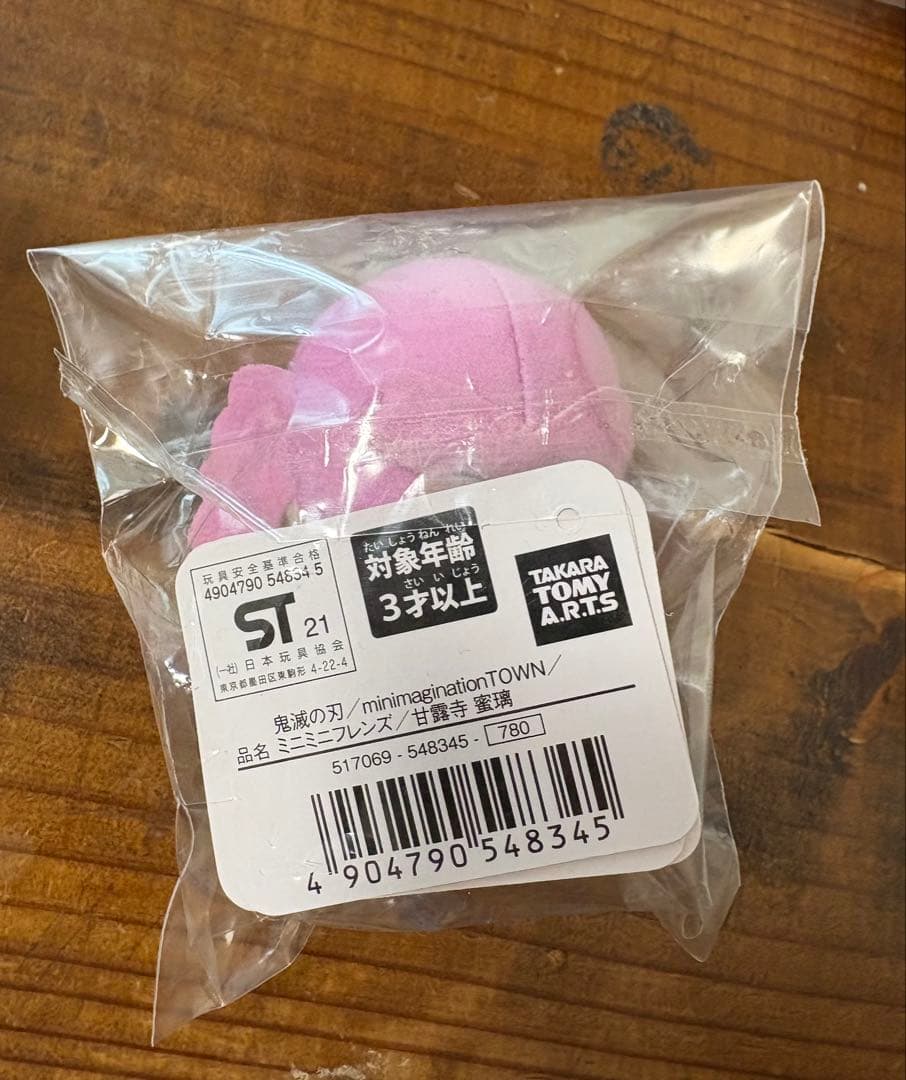 玩具安全基準合格
4904790 54834 5
ST 21
(一社)日本玩具協会
東京都墨田区東駒形 4-22-4
たいしょうねんれい
対象年齢
さいいじょう
3才以上
TAKARA
TOMY
A.R.T.S
鬼滅の刃/minimaginationTOWN/
品名 ミニミニフレンズ/甘露寺 蜜璃
517069 - 548345 - 780
4 904790 548345